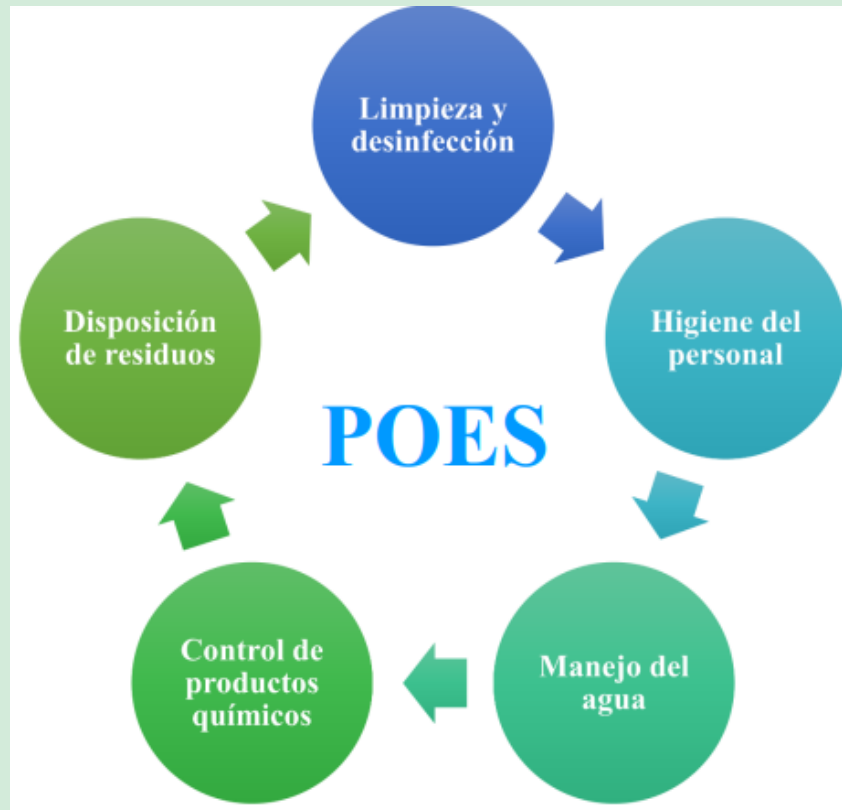 Limpieza y
desinfección
Higiene del
personal
Manejo del
agua
Control de
productos
químicos
Disposición
de residuos
POES